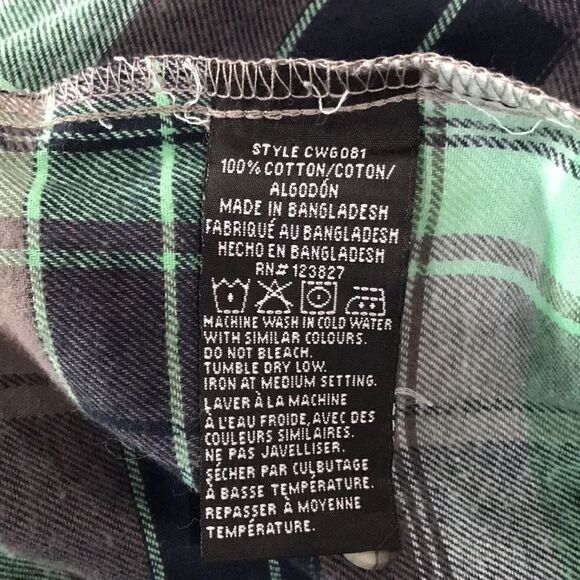 STYLE CWG081
100% COTTON/COTON/
ALGODÓN
MADE IN BANGLADESH
FABRIQUÉ AU BANGLADESH
HECHO EN BANGLADESH
RN# 123827
MACHINE WASH IN COLD WATER
WITH SIMILAR COLOURS.
DO NOT BLEACH.
TUMBLE DRY LOW.
IRON AT MEDIUM SETTING.
LAVER À LA MACHINE
À L'EAU FROIDE, AVEC DES
COULEURS SIMILAIRES.
NE PAS JAVELLISER.
SÉCHER PAR CULBUTAGE
À BASSE TEMPÉRATURE.
REPASSER À MOYENNE
TEMPÉRATURE.